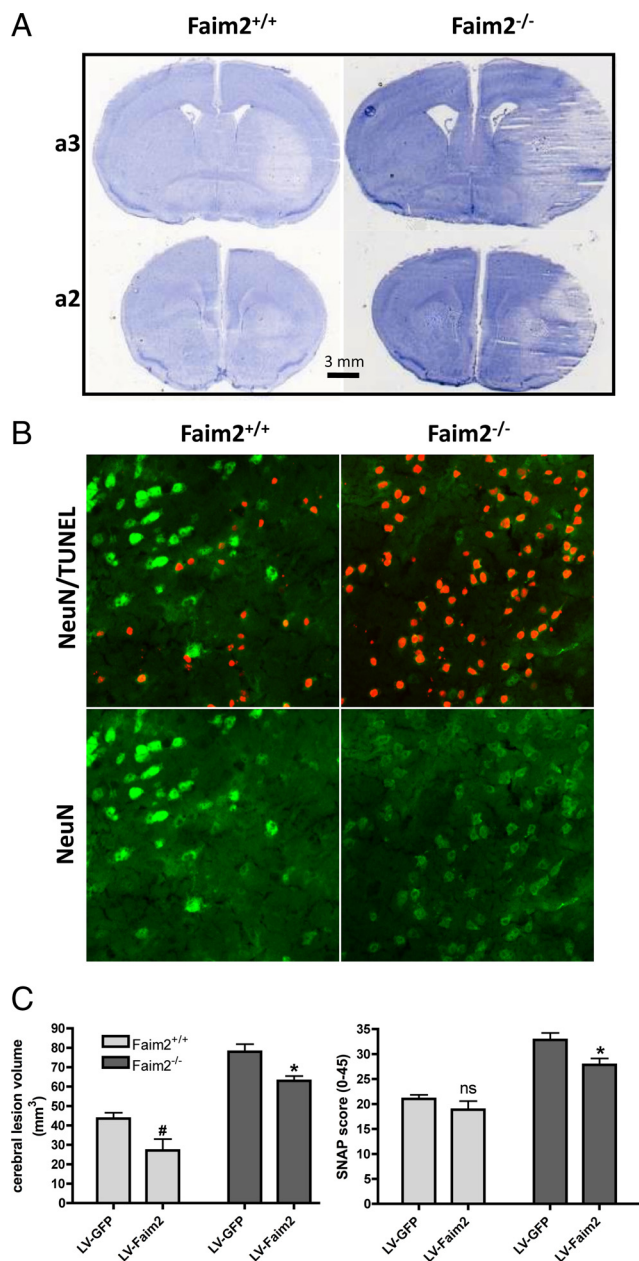 A
Faim2+/+ Faim2-/-
a3
a2
3 mm
B
Faim2+/+ Faim2-/-
NeuN/TUNEL
NeuN
C
cerebral lesion volume
(mm3)
90
80
70
60
50
40
30
20
10
0
Faim2+/+
Faim2-/-
#
*
LV-GFP
LV-Faim2
LV-GFP
LV-Faim2
SNAP score (0-45)
35
30
25
20
15
10
5
0
ns
*
LV-GFP
LV-Faim2
LV-GFP
LV-Faim2